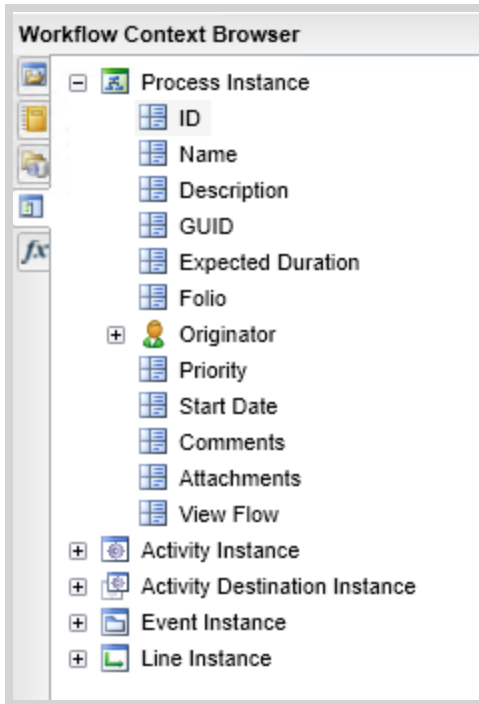 Workflow Context Browser
Process Instance
ID
Name
Description
GUID
Expected Duration
Folio
Originator
Priority
Start Date
Comments
Attachments
View Flow
Activity Instance
Activity Destination Instance
Event Instance
Line Instance
fx